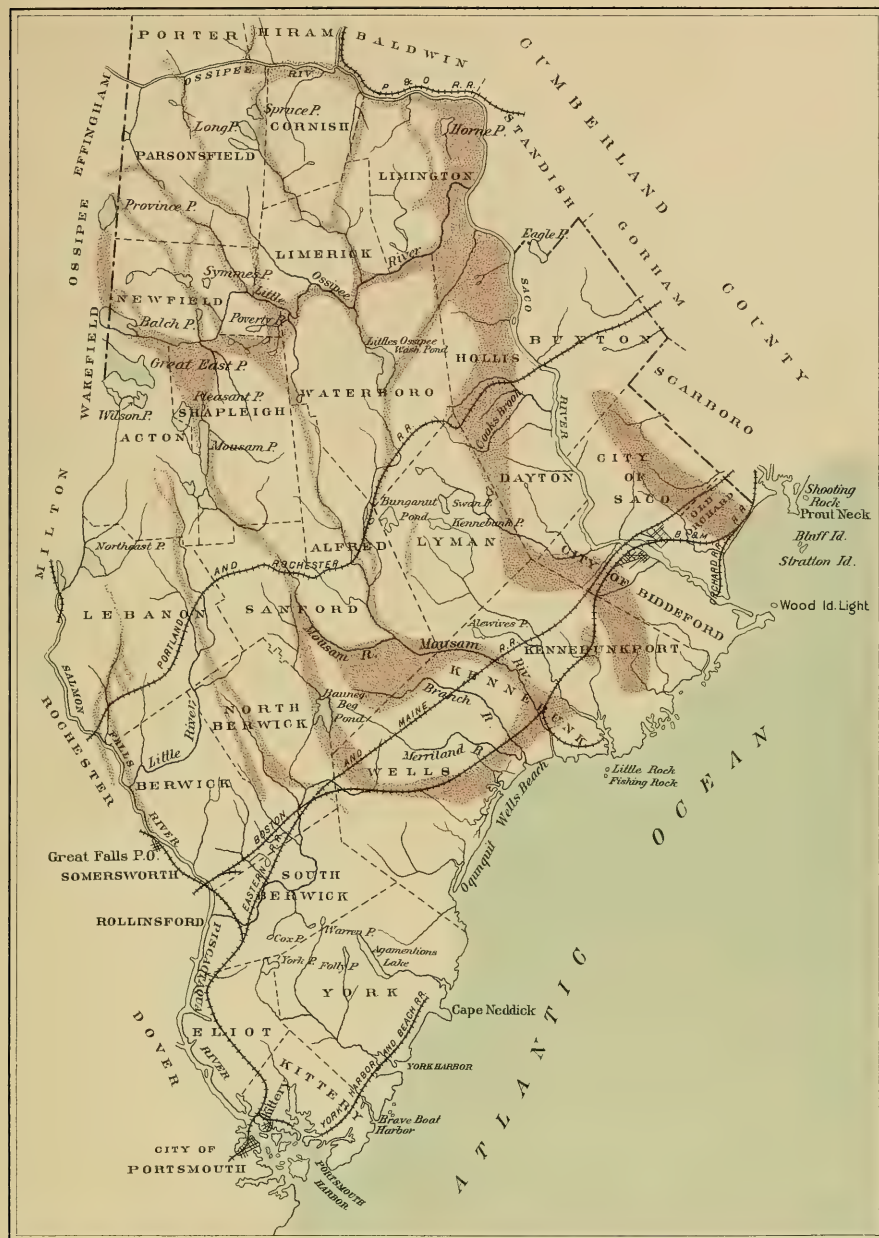 PORTER
HIRAM
BALDWIN
CUMBERLAND
COUNTY
OSSIPEE RIV.
P & O R.R.
STANDISH
GORHAM
SCARBORO
EFFINGHAM
OSSIPEE
WAKEFIELD
MILTON
ROCHESTER
DOVER
Spruce P.
Long P.
CORNISH
Horne P.
PARSONSFIELD
LIMINGTON
Province P.
Eagle P.
LIMERICK
River
Symmes P.
Ossipee
SACO
NEWFIELD
Little
Balch P.
Poverty P.
BUXTON
Littles Ossipee
Wash Pond
HOLLIS
Great East P.
Pleasant P.
WATERBORO
RIVER
Wilson P.
SHAPLEIGH
Cooks Brook
ACTON
R.R.
Mousam P.
CITY
OF
SACO
DAYTON
OLD
ORCHARD
Shooting
Rock
Prout Neck
Bunganut
Pond
Swan P.
Kennebunk P.
B & M
R.R.
Bluff Id.
Northeast P.
ALFRED
LYMAN
Stratton Id.
AND ROCHESTER
CITY OF BIDDEFORD
ORCHARD R.R.
LEBANON
SANFORD
Wood Id. Light
PORTLAND
Alewives P.
Mousam R.
Mousam
Riv.
R.R.
KENNEBUNKPORT
SALMON
FALLS
RIVER
KENNEBUNK
NORTH
BERWICK
Bauneg
Beg
Pond
Branch
R.
MAINE
Little River
AND
Merriland R
WELLS
BERWICK
Little Rock
Fishing Rock
Wells Beach
BOSTON
EASTERN R.R.
Ogunquit
Great Falls P.O.
SOMERSWORTH
SOUTH
BERWICK
ROLLINSFORD
Cox P.
Warren P.
Agamentions
Lake
York P.
Folly P.
PISCATAQUA
RIVER
YORK
Cape Neddick
ELIOT
YORK HARBOR AND BEACH RR.
KITTERY
YORK HARBOR
Kittery
Brave Boat
Harbor
CITY OF
PORTSMOUTH
PORTSMOUTH
HARBOR
ATLANTIC
OCEAN